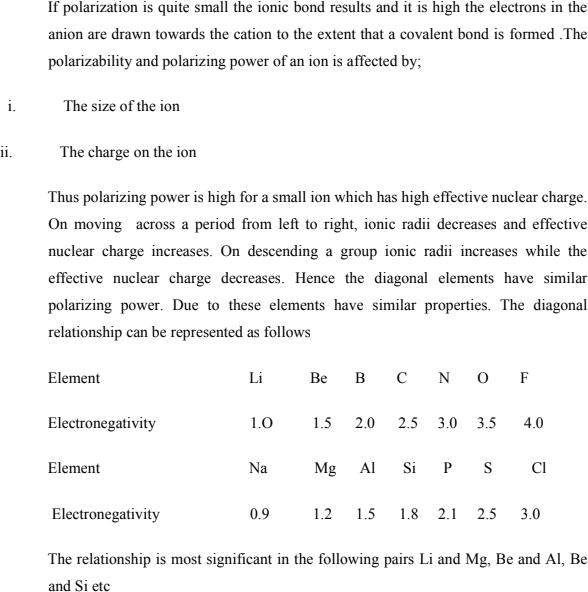 If polarization is quite small the ionic bond results and it is high the electrons in the
anion are drawn towards the cation to the extent that a covalent bond is formed .The
polarizability and polarizing power of an ion is affected by;
i. The size of the ion
ii. The charge on the ion
Thus polarizing power is high for a small ion which has high effective nuclear charge.
On moving across a period from left to right, ionic radii decreases and effective
nuclear charge increases. On descending a group ionic radii increases while the
effective nuclear charge decreases. Hence the diagonal elements have similar
polarizing power. Due to these elements have similar properties. The diagonal
relationship can be represented as follows
Element Li Be B C N O F
Electronegativity 1.O 1.5 2.0 2.5 3.0 3.5 4.0
Element Na Mg Al Si P S Cl
Electronegativity 0.9 1.2 1.5 1.8 2.1 2.5 3.0
The relationship is most significant in the following pairs Li and Mg, Be and Al, Be
and Si etc